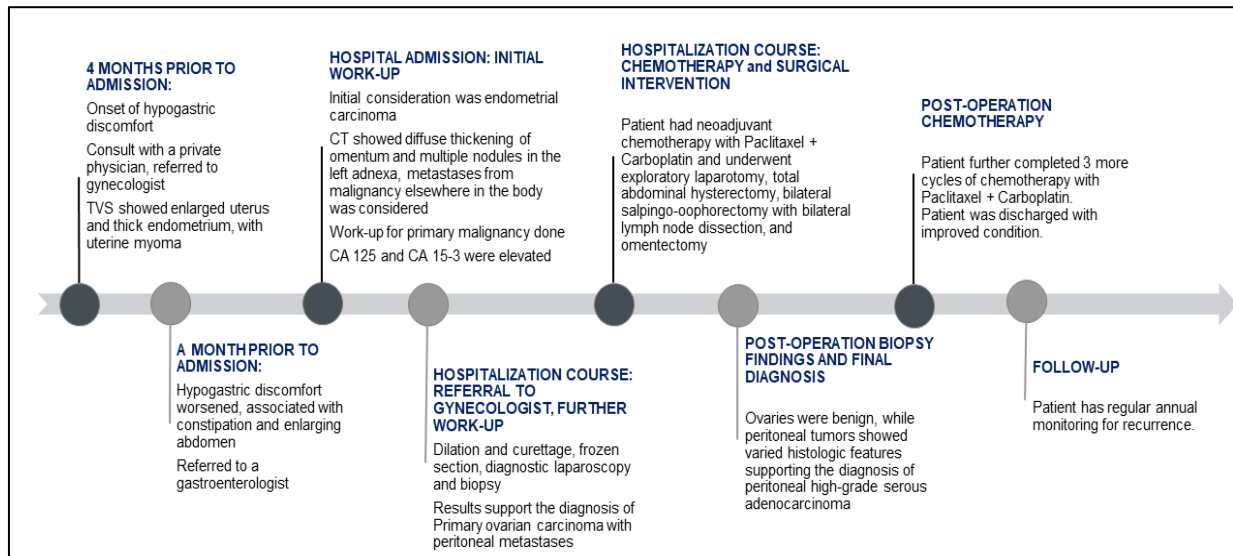 4 MONTHS PRIOR TO
ADMISSION:
Onset of hypogastric
discomfort
Consult with a private
physician, referred to
gynecologist
TVS showed enlarged uterus
and thick endometrium, with
uterine myoma
A MONTH PRIOR TO
ADMISSION:
Hypogastric discomfort
worsened, associated with
constipation and enlarging
abdomen
Referred to a
gastroenterologist
HOSPITAL ADMISSION: INITIAL
WORK-UP
Initial consideration was endometrial
carcinoma
CT showed diffuse thickening of
omentum and multiple nodules in the
left adnexa, metastases from
malignancy elsewhere in the body
was considered
Work-up for primary malignancy done
CA 125 and CA 15-3 were elevated
HOSPITALIZATION COURSE:
REFERRAL TO
GYNECOLOGIST, FURTHER
WORK-UP
Dilation and curettage, frozen
section, diagnostic laparoscopy
and biopsy
Results support the diagnosis of
Primary ovarian carcinoma with
peritoneal metastases
HOSPITALIZATION COURSE:
CHEMOTHERAPY and SURGICAL
INTERVENTION
Patient had neoadjuvant
chemotherapy with Paclitaxel +
Carboplatin and underwent
exploratory laparotomy, total
abdominal hysterectomy, bilateral
salpingo-oophorectomy with bilateral
lymph node dissection, and
omentectomy
POST-OPERATION BIOPSY
FINDINGS AND FINAL
DIAGNOSIS
Ovaries were benign, while
peritoneal tumors showed
varied histologic features
supporting the diagnosis of
peritoneal high-grade serous
adenocarcinoma
POST-OPERATION
CHEMOTHERAPY
Patient further completed 3 more
cycles of chemotherapy with
Paclitaxel + Carboplatin.
Patient was discharged with
improved condition.
FOLLOW-UP
Patient has regular annual
monitoring for recurrence.